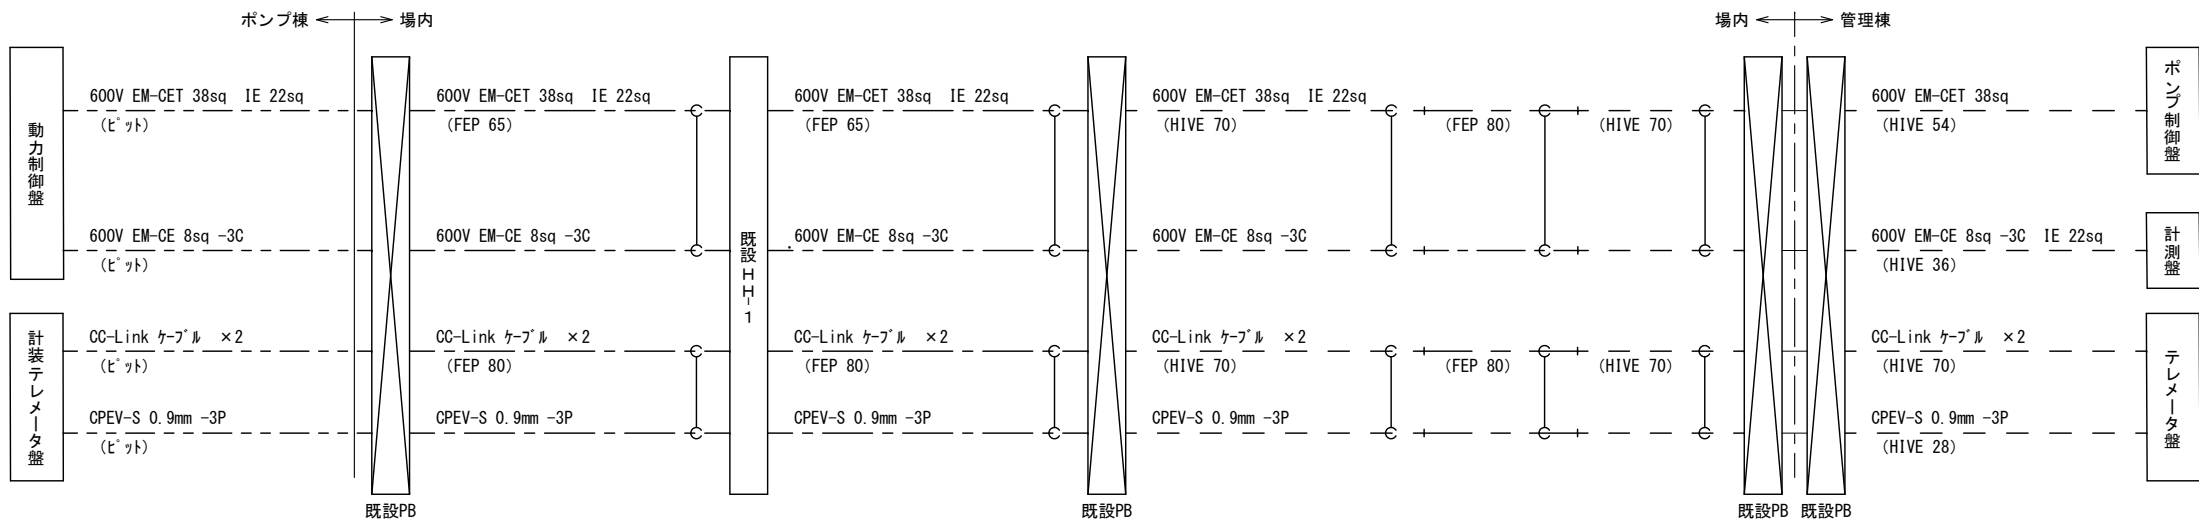 ポンプ棟 場内
場内 管理棟
動力制御盤
600V EM-CET 38sq IE 22sq
(ピット)
600V EM-CET 38sq IE 22sq
(FEP 65)
600V EM-CET 38sq IE 22sq
(FEP 65)
600V EM-CET 38sq IE 22sq
(HIVE 70)
(FEP 80)
(HIVE 70)
600V EM-CET 38sq
(HIVE 54)
ポンプ制御盤
600V EM-CE 8sq -3C
(ピット)
600V EM-CE 8sq -3C
既設HH-1
600V EM-CE 8sq -3C
600V EM-CE 8sq -3C
600V EM-CE 8sq -3C IE 22sq
(HIVE 36)
計測盤
計装テレメータ盤
CC-Link ケーブル ×2
(ピット)
CC-Link ケーブル ×2
(FEP 80)
CC-Link ケーブル ×2
(FEP 80)
CC-Link ケーブル ×2
(HIVE 70)
(FEP 80)
(HIVE 70)
CC-Link ケーブル ×2
(HIVE 70)
テレメータ盤
CPEV-S 0.9mm -3P
(ピット)
CPEV-S 0.9mm -3P
CPEV-S 0.9mm -3P
CPEV-S 0.9mm -3P
CPEV-S 0.9mm -3P
(HIVE 28)
既設PB
既設PB
既設PB
既設PB